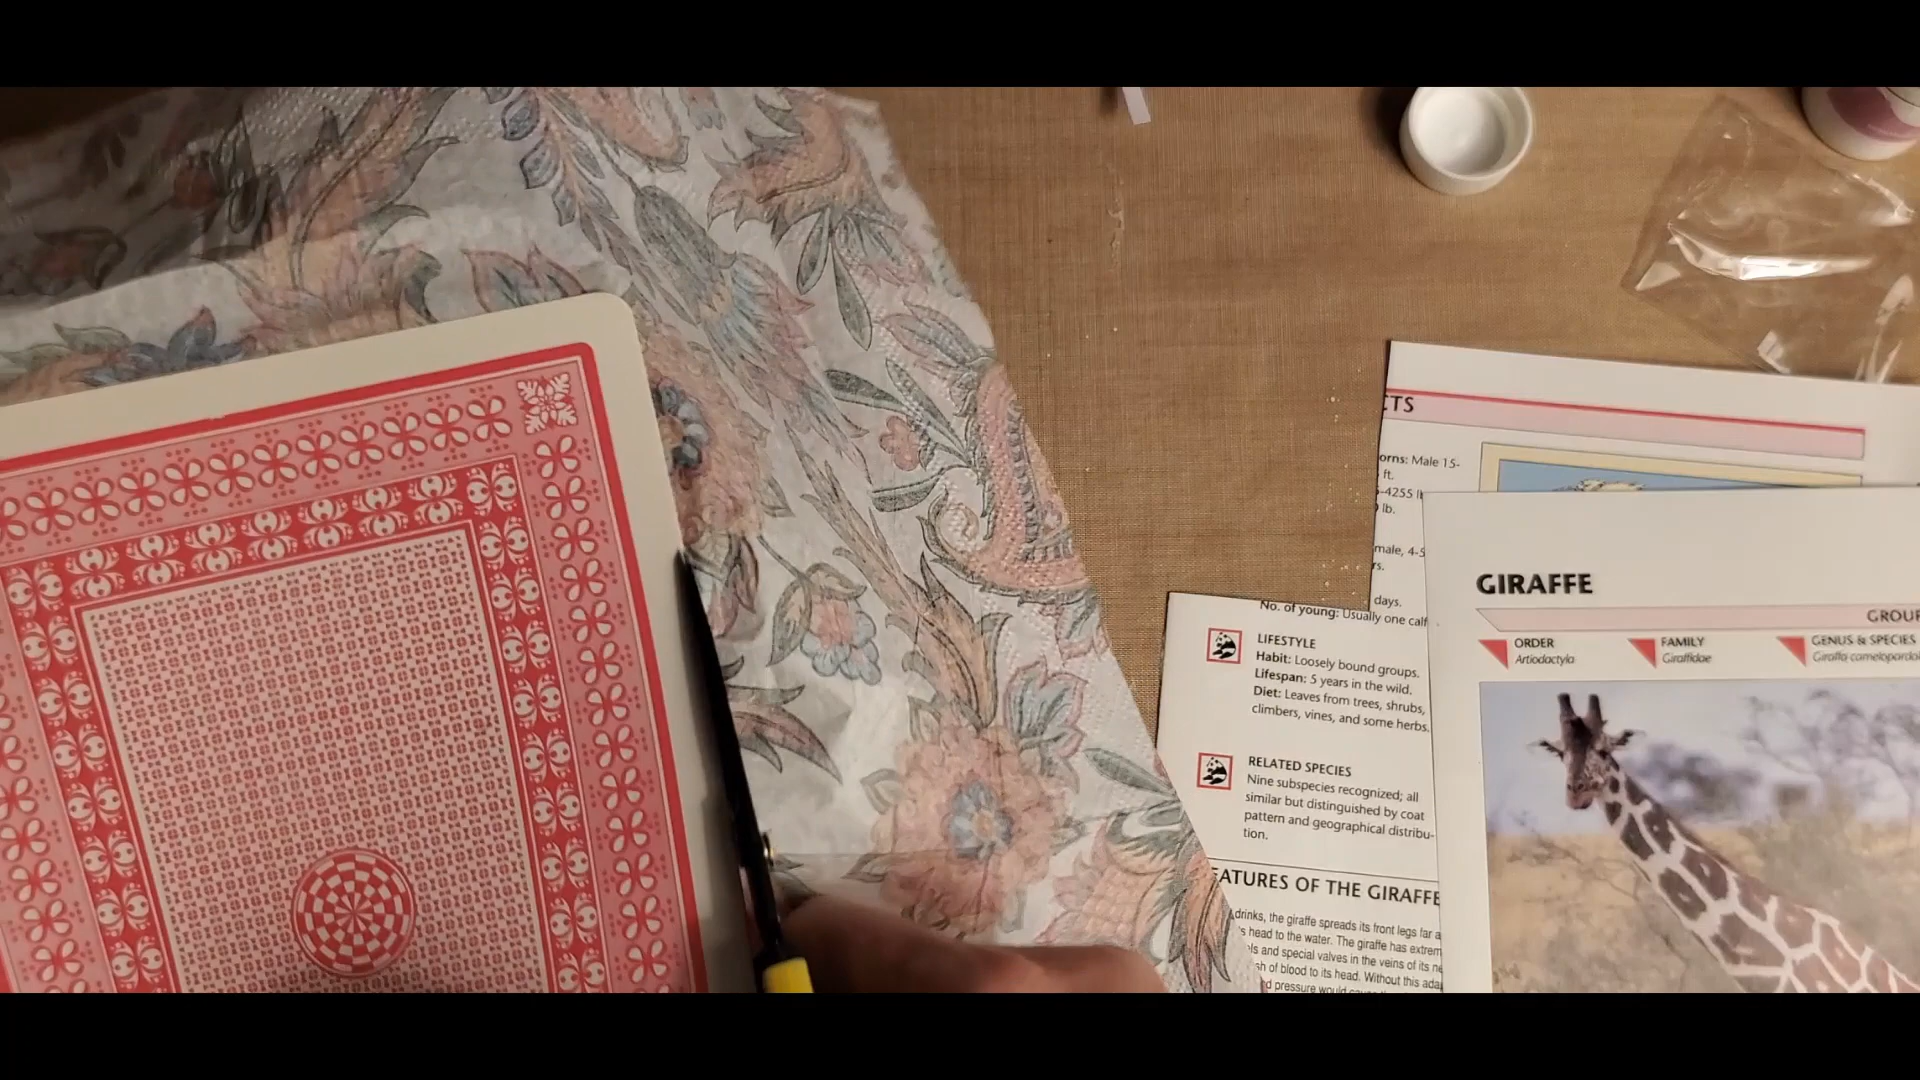 CTS
orns: Male 15-
ft.
-4255 lb
lb.
male, 4-5
rs.
days.
No. of young: Usually one calf
LIFESTYLE
Habit: Loosely bound groups.
Lifespan: 5 years in the wild.
Diet: Leaves from trees, shrubs,
climbers, vines, and some herbs.
RELATED SPECIES
Nine subspecies recognized; all
similar but distinguished by coat
pattern and geographical distribu-
tion.
EATURES OF THE GIRAFFE
drinks, the giraffe spreads its front legs far a
s head to the water. The giraffe has extrem
els and special valves in the veins of its ne
sh of blood to its head. Without this ada
ed pressure would
GIRAFFE
GROUP
ORDER
Artiodactyla
FAMILY
Giraffidae
GENUS & SPECIES
Giraffa camelopardal